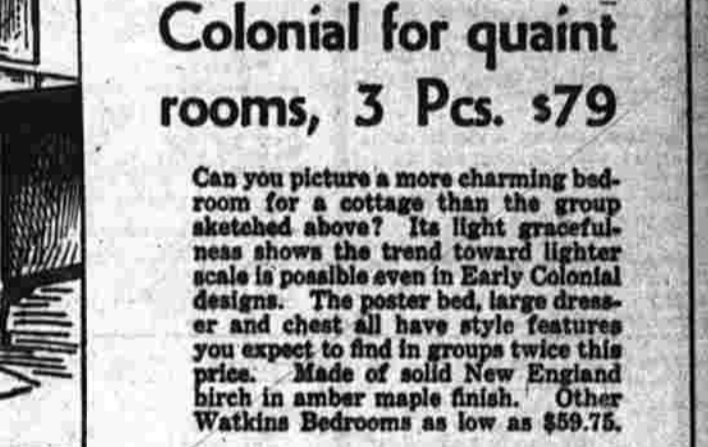 Colonial for quaint
rooms, 3 Pcs. $79
Can you picture a more charming bed-
room for a cottage than the group
sketched above? Its light graceful-
ness shows the trend toward lighter
scale is possible even in Early Colonial
designs. The poster bed, large dress-
er and chest all have style features
you expect to find in groups twice this
price. Made of solid New England
birch in amber maple finish. Other
Watkins Bedrooms as low as $59.75.